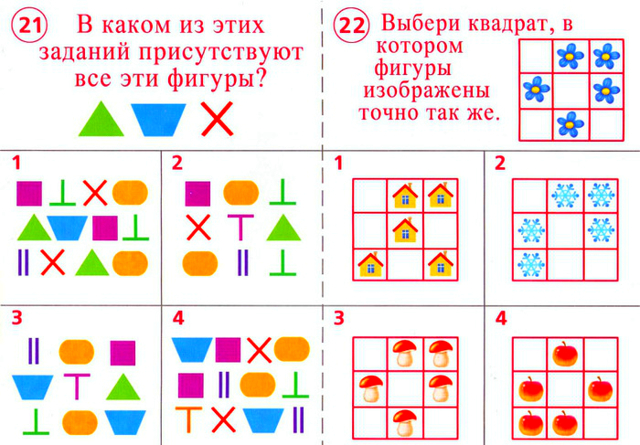 21
В каком из этих
заданий присутствуют
все эти фигуры?
1
2
3
4
22
Выбери квадрат, в
котором
фигуры
изображены
точно так же.
1
2
3
4